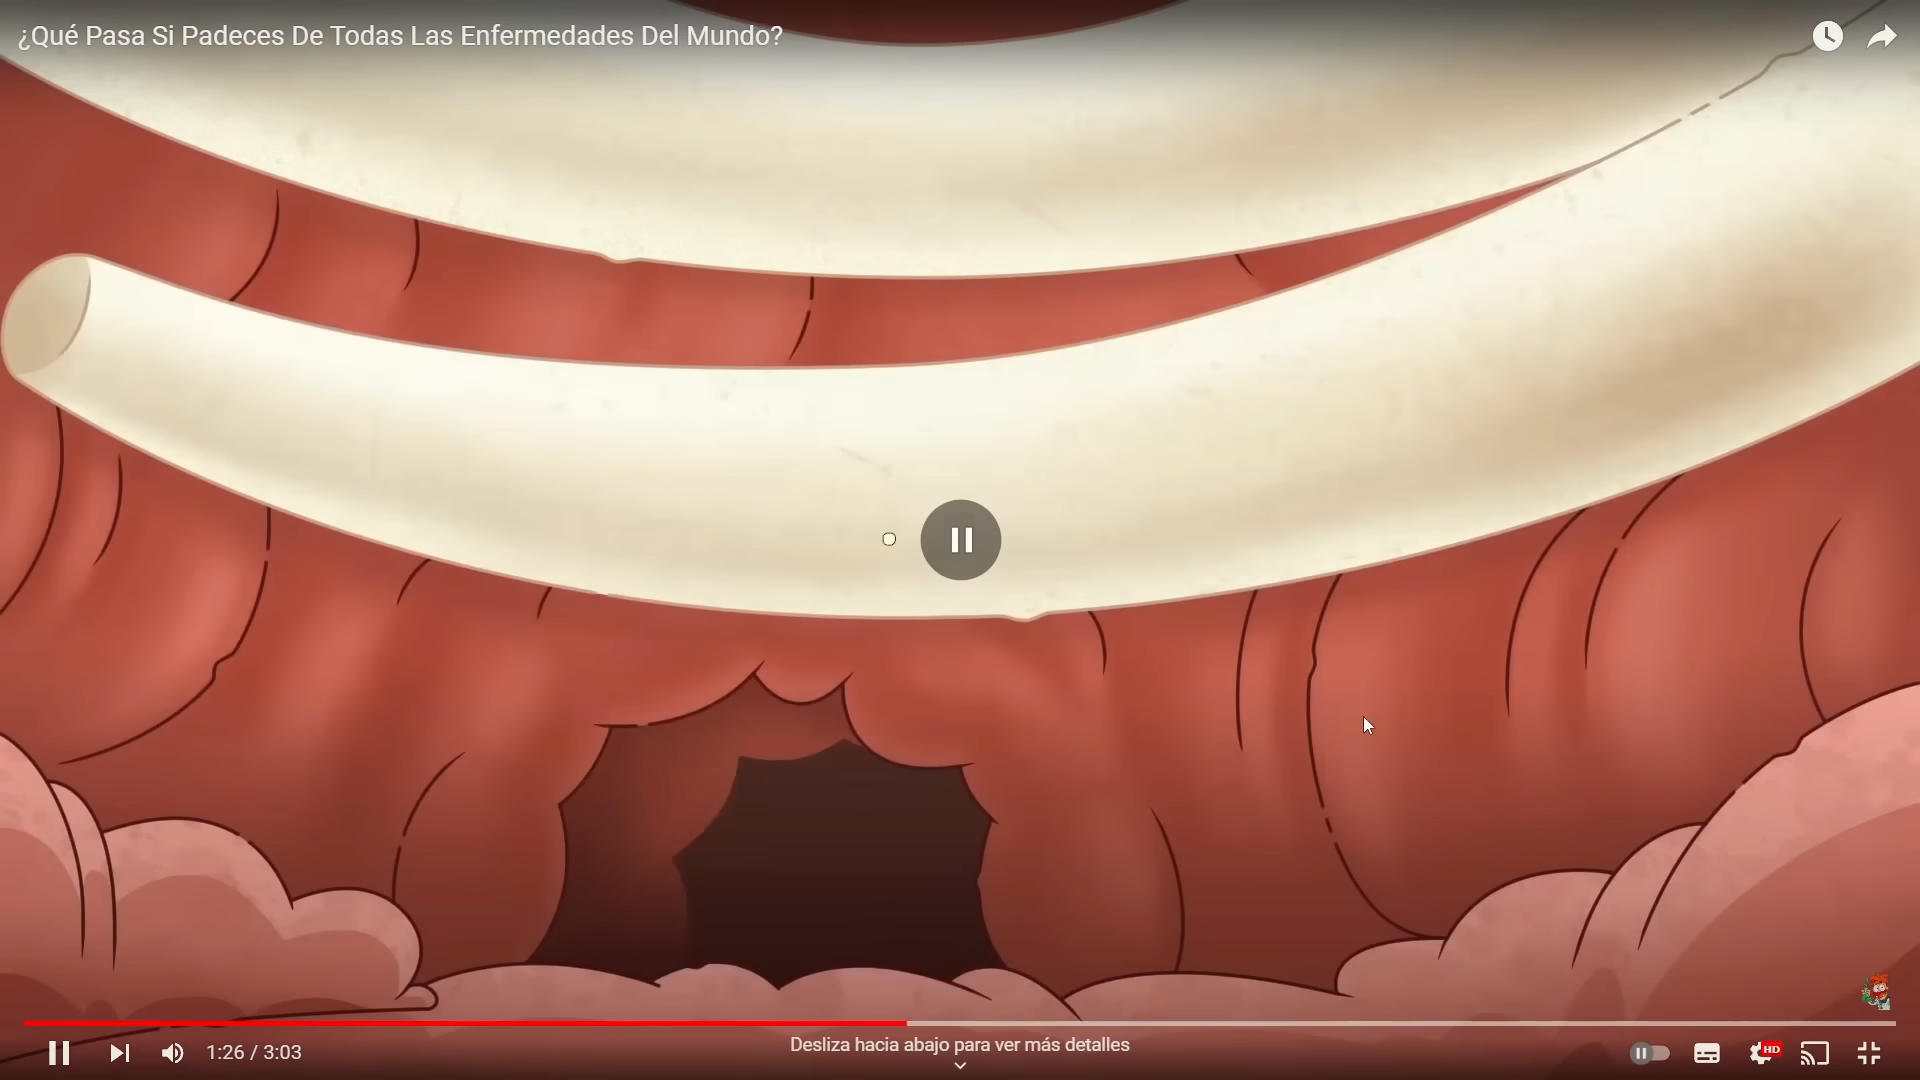 ¿Qué Pasa Si Padeces De Todas Las Enfermedades Del Mundo?
1:26 / 3:03
Desliza hacia abajo para ver más detalles
HD